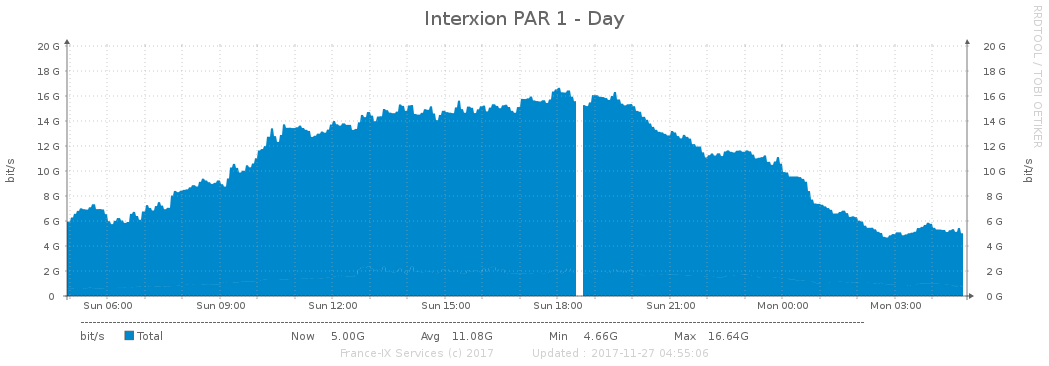 Interxion PAR 1 - Day
RRDTOOL / TOBI OETIKER
20 G 20 G
18 G 18 G
16 G 16 G
14 G 14 G
12 G 12 G
10 G 10 G
8 G 8 G
6 G 6 G
4 G 4 G
2 G 2 G
0 0 G
bit/s bit/s
Sun 06:00 Sun 09:00 Sun 12:00 Sun 15:00 Sun 18:00 Sun 21:00 Mon 00:00 Mon 03:00
bit/s Total Now 5.00G Avg 11.08G Min 4.66G Max 16.64G
France-IX Services (c) 2017 Updated : 2017-11-27 04:55:06